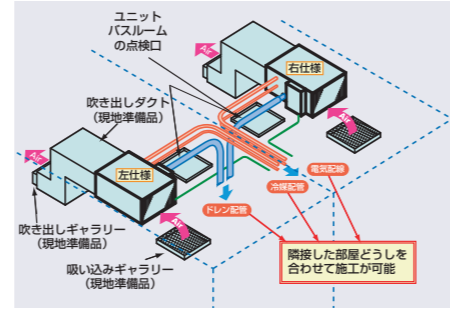 ユニット
バスルーム
の点検口
Air
右仕様
吹き出しダクト
(現地準備品)
Air
Air
左仕様
電気配線
冷媒配管
Air
ドレン配管
吹き出しギャラリー
(現地準備品)
隣接した部屋どうしを
合わせて施工が可能
吸い込みギャラリー
(現地準備品)